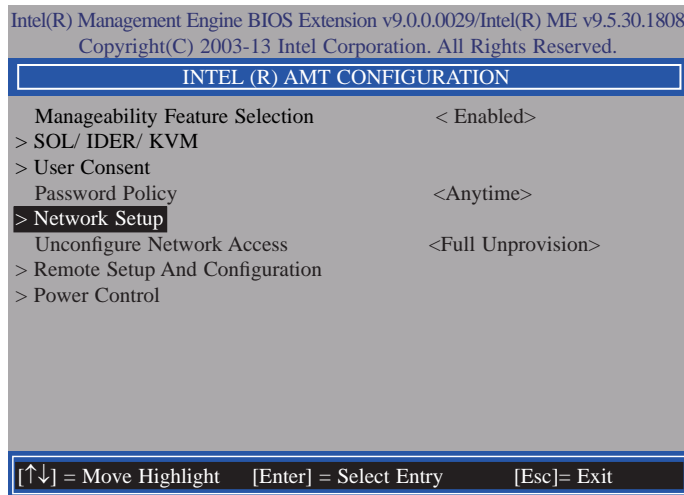 Intel(R) Management Engine BIOS Extension v9.0.0.0029/Intel(R) ME v9.5.30.1808
Copyright(C) 2003-13 Intel Corporation. All Rights Reserved.
INTEL (R) AMT CONFIGURATION
Manageability Feature Selection < Enabled>
> SOL/ IDER/ KVM
> User Consent
Password Policy <Anytime>
> Network Setup
Unconfigure Network Access <Full Unprovision>
> Remote Setup And Configuration
> Power Control
[↑↓] = Move Highlight [Enter] = Select Entry [Esc]= Exit